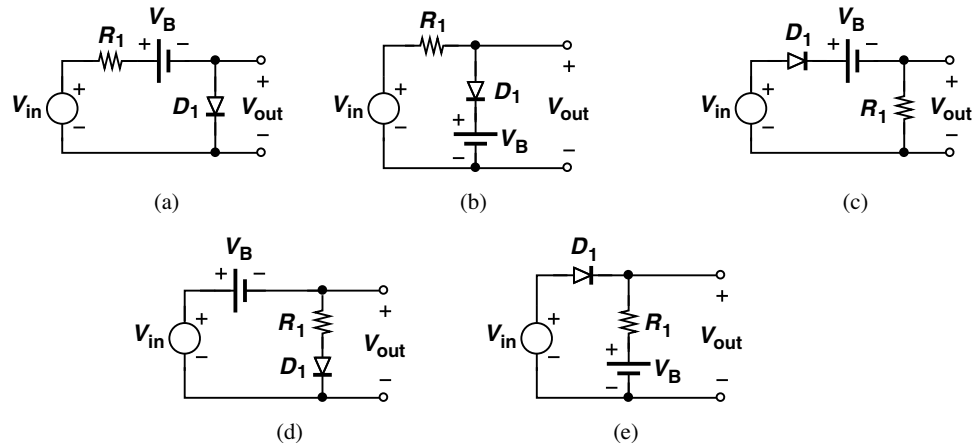 V_B
R_1 + −
+ V_in − D_1 + V_out −
(a)
R_1
+ V_in − D_1 + V_B − + V_out −
(b)
V_B
D_1 + −
+ V_in − R_1 + V_out −
(c)
V_B
+ −
+ V_in − R_1 D_1 + V_out −
(d)
D_1
+ V_in − R_1 + V_B − + V_out −
(e)